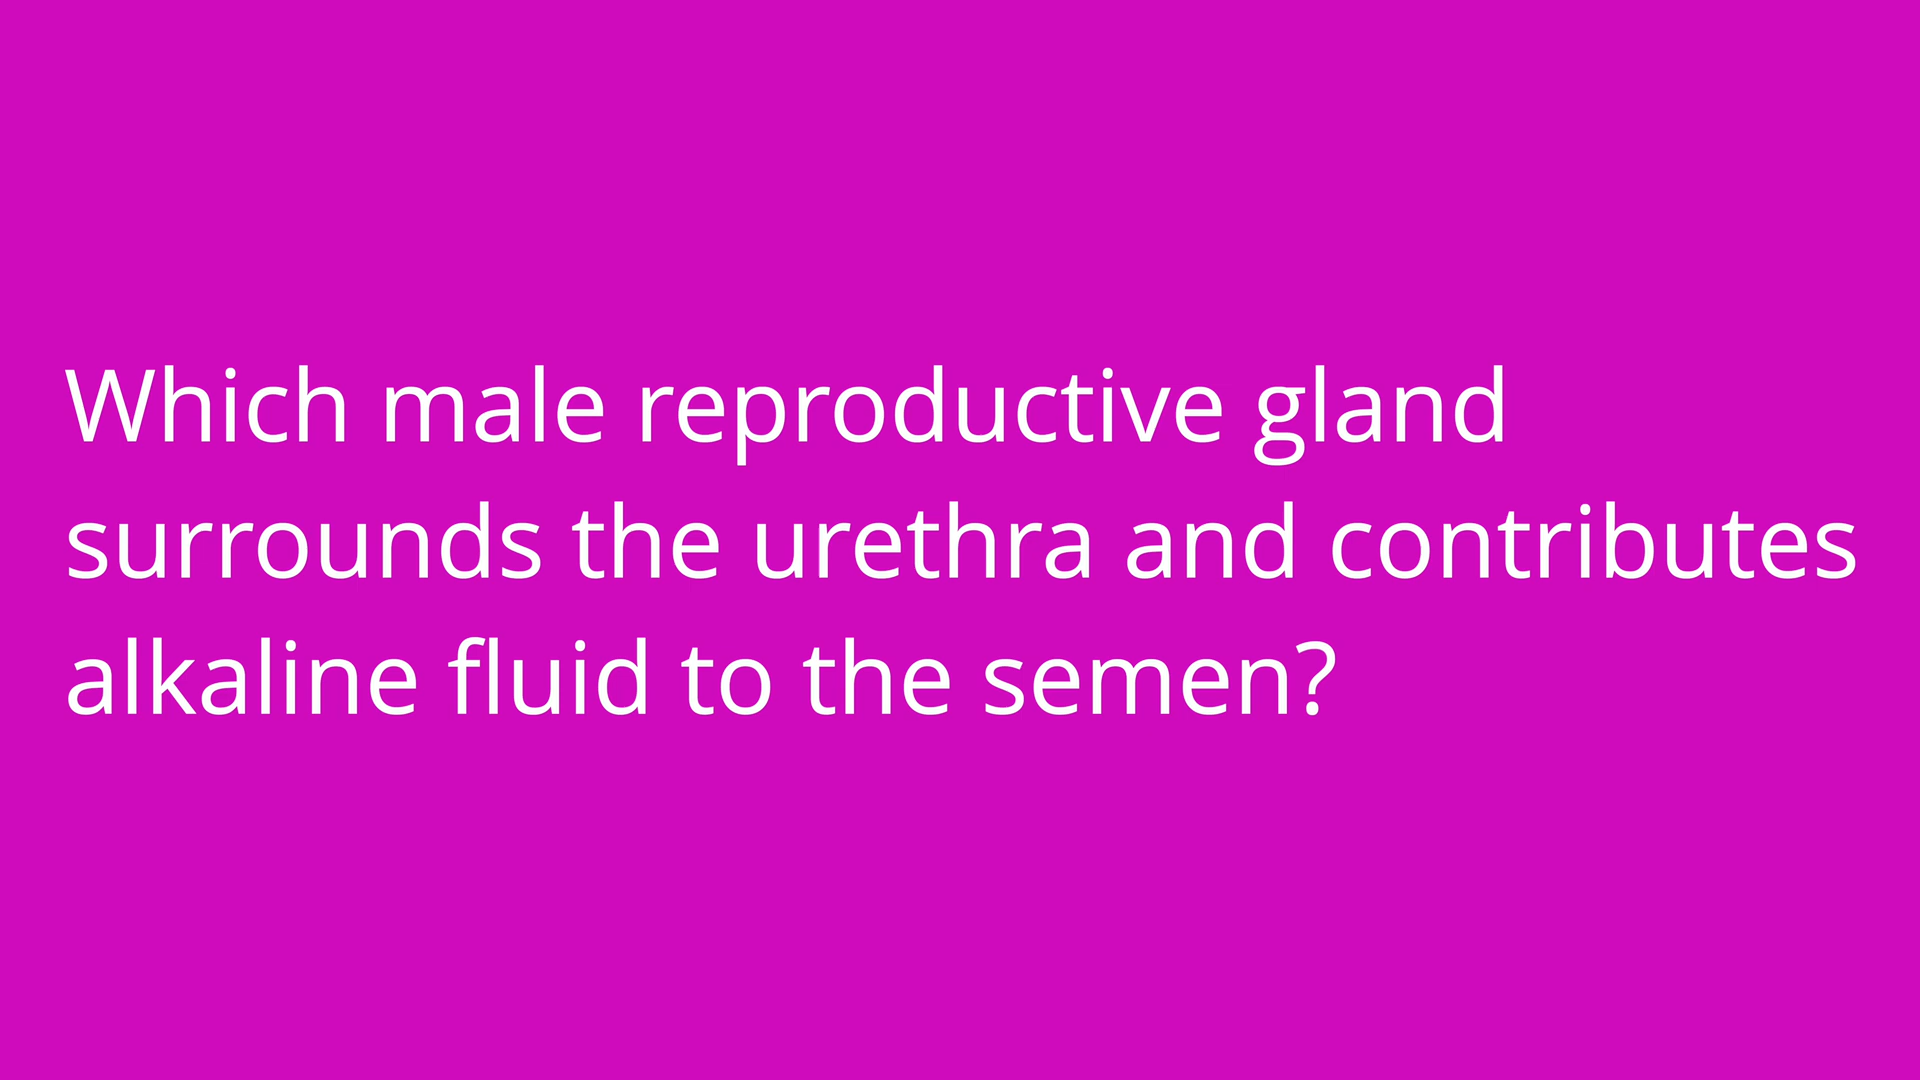 Which male reproductive gland
surrounds the urethra and contributes
alkaline fluid to the semen?